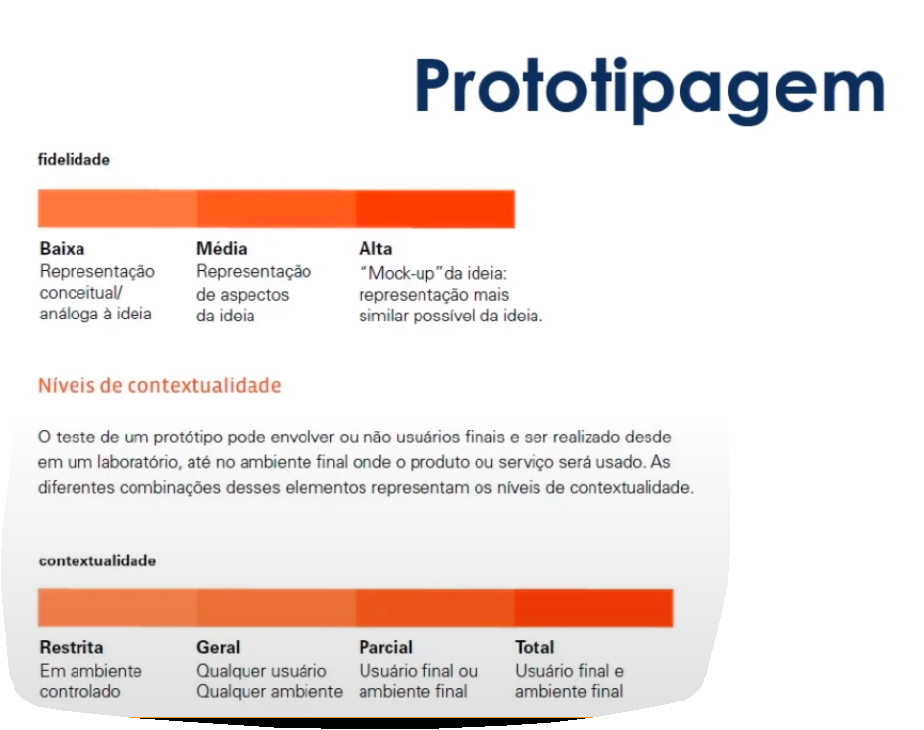 Prototipagem
fidelidade
Baixa
Representação
conceitual/
análoga à ideia
Média
Representação
de aspectos
da ideia
Alta
“Mock-up” da ideia:
representação mais
similar possível da ideia.
Níveis de contextualidade
O teste de um protótipo pode envolver ou não usuários finais e ser realizado desde
em um laboratório, até no ambiente final onde o produto ou serviço será usado. As
diferentes combinações desses elementos representam os níveis de contextualidade.
contextualidade
Restrita
Em ambiente
controlado
Geral
Qualquer usuário
Qualquer ambiente
Parcial
Usuário final ou
ambiente final
Total
Usuário final e
ambiente final